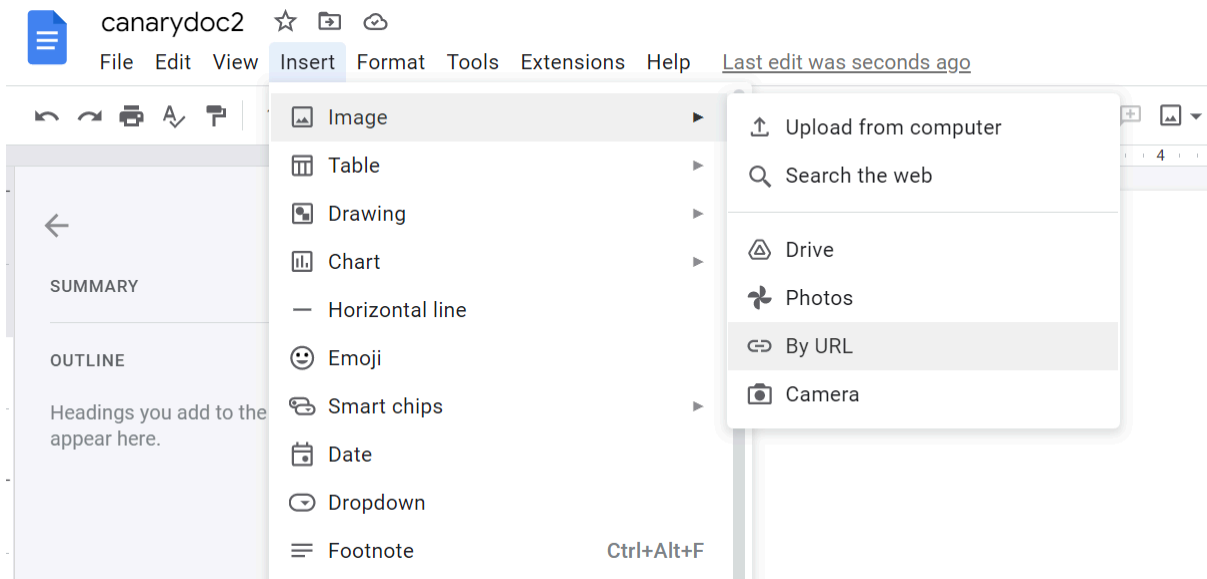 canarydoc2
File Edit View Insert Format Tools Extensions Help Last edit was seconds ago
4
Image
Table
Drawing
Chart
Horizontal line
Emoji
Smart chips
Date
Dropdown
Footnote Ctrl+Alt+F
Upload from computer
Search the web
Drive
Photos
By URL
Camera
SUMMARY
OUTLINE
Headings you add to the
appear here.